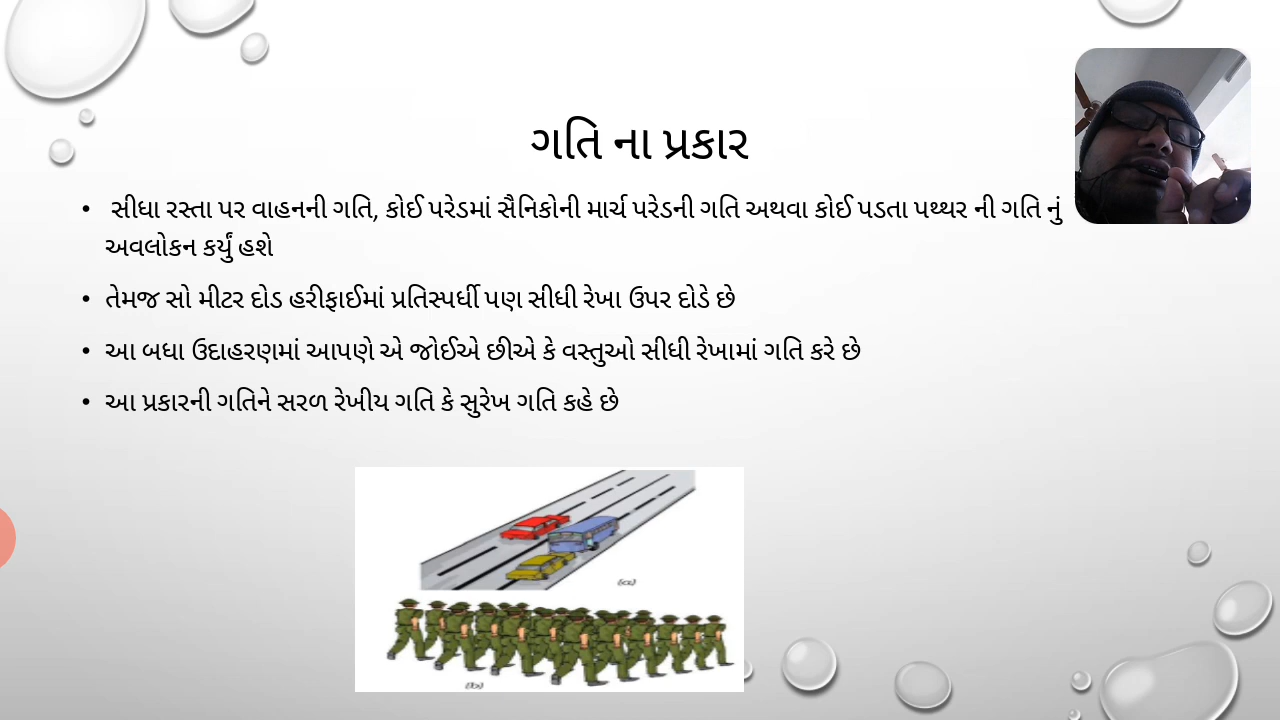 ગતિ ના પ્રકાર
• સીધા રસ્તા પર વાહનની ગતિ, કોઈ પરેડમાં સૈનિકોની માર્ચ પરેડની ગતિ અથવા કોઈ પડતા પથ્થર ની ગતિ નું
અવલોકન કર્યું હશે
• તેમજ સો મીટર દોડ હરીફાઈમાં પ્રતિસ્પર્ધી પણ સીધી રેખા ઉપર દોડે છે
• આ બધા ઉદાહરણમાં આપણે એ જોઈએ છીએ કે વસ્તુઓ સીધી રેખામાં ગતિ કરે છે
• આ પ્રકારની ગતિને સરળ રેખીય ગતિ કે સુરેખ ગતિ કહે છે
(a)
(b)